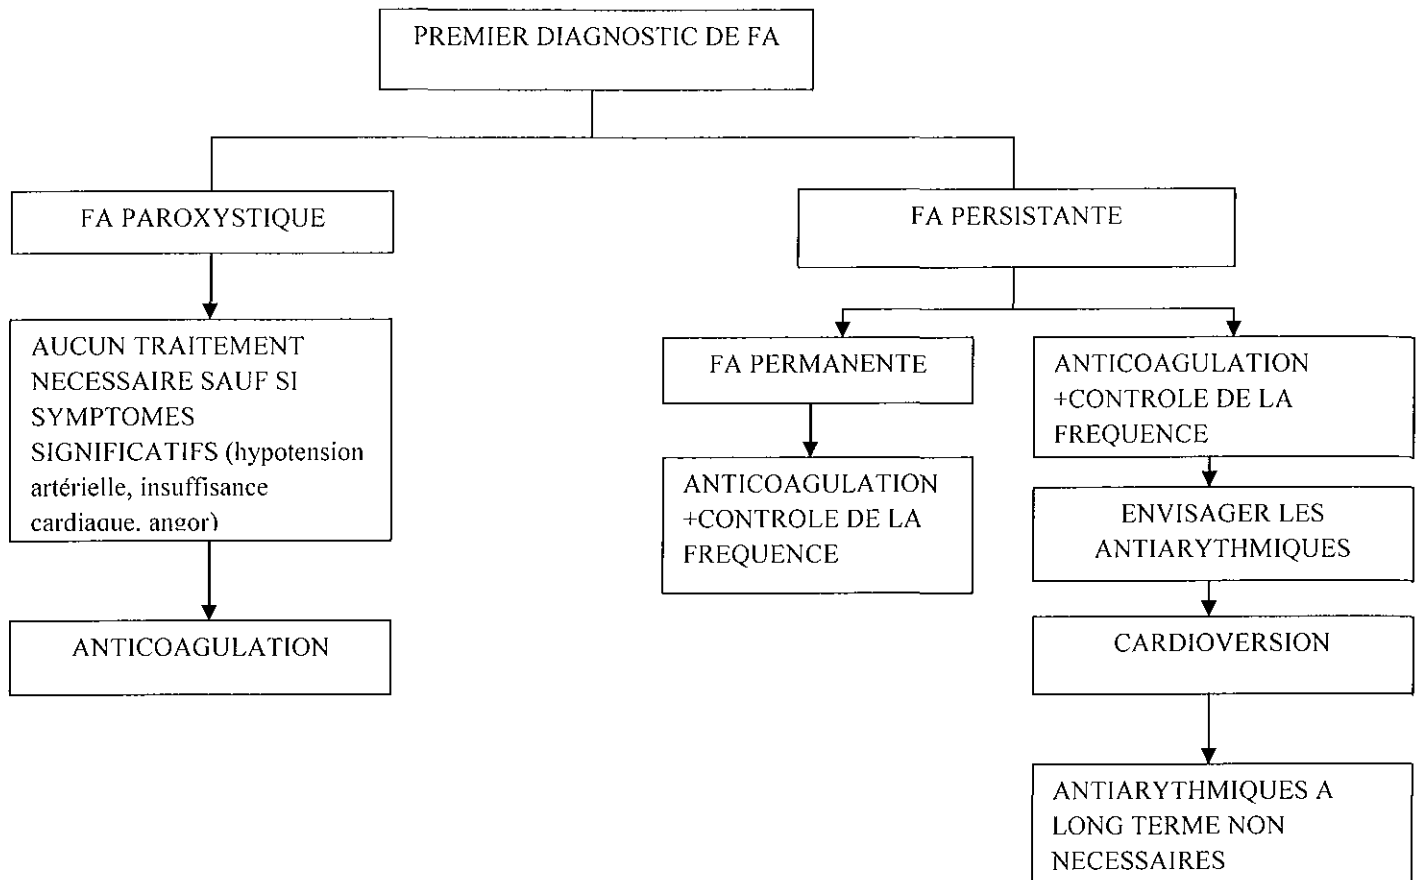 PREMIER DIAGNOSTIC DE FA
FA PAROXYSTIQUE
FA PERSISTANTE
AUCUN TRAITEMENT
NECESSAIRE SAUF SI
SYMPTOMES
SIGNIFICATIFS (hypotension
artérielle, insuffisance
cardiaque, angor)
ANTICOAGULATION
FA PERMANENTE
ANTICOAGULATION
+CONTROLE DE LA
FREQUENCE
ANTICOAGULATION
+CONTROLE DE LA
FREQUENCE
ENVISAGER LES
ANTIARYTHMIQUES
CARDIOVERSION
ANTIARYTHMIQUES A
LONG TERME NON
NECESSAIRES